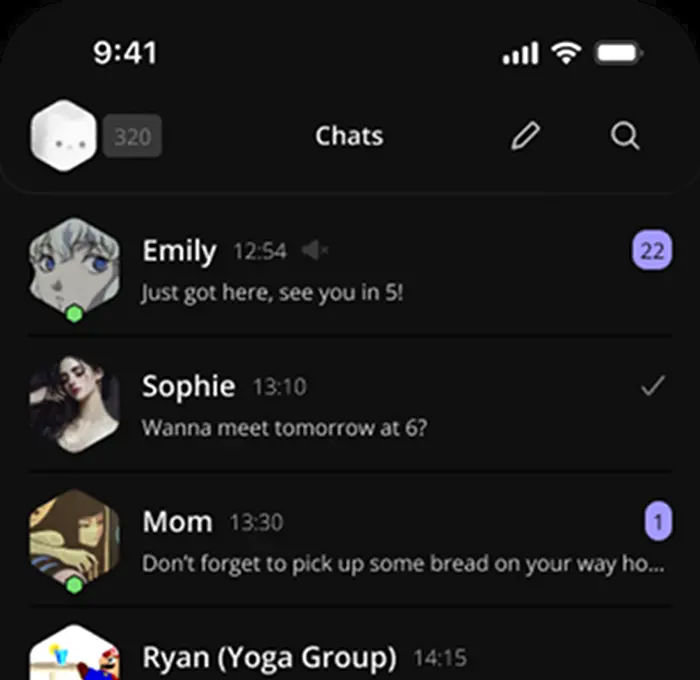 9:41
320
Chats
Emily 12:54
22
Just got here, see you in 5!
Sophie 13:10
Wanna meet tomorrow at 6?
Mom 13:30
1
Don't forget to pick up some bread on your way ho...
Ryan (Yoga Group) 14:15